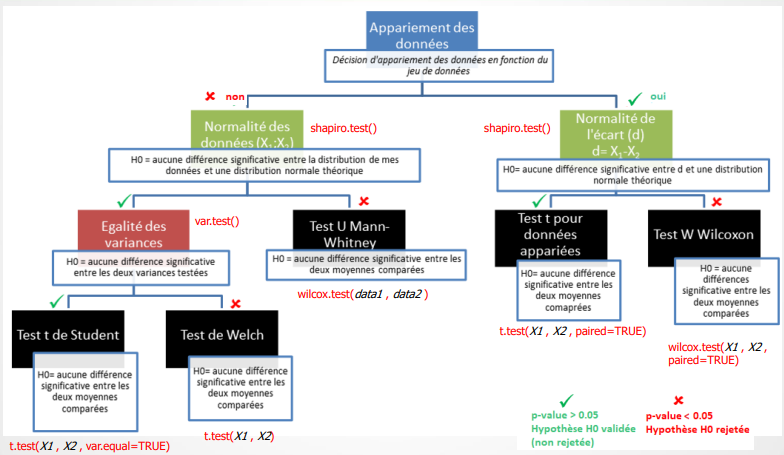 Appariement des
données
Décision d'appariement des données en fonction du
jeu de données
✘ non
✓ oui
Normalité des
données (X₁;X₂)
shapiro.test()
H0 = aucune différence significative entre la distribution de mes
données et une distribution normale théorique
shapiro.test()
Normalité de
l'écart (d)
d= X₁-X₂
H0= aucune différence significative entre d et une distribution
normale théorique
Egalité des
variances
var.test()
H0 = aucune différence significative
entre les deux variances testées
Test U Mann-
Whitney
H0 = aucune différence significative entre les
deux moyennes comparées
wilcox.test(data1 , data2 )
Test t pour
données
appariées
H0= aucune différence
significative entre les
deux moyennes
comaprées
t.test(X1 , X2 , paired=TRUE)
Test W Wilcoxon
H0 = aucune
différences
significative entre les
deux moyennes
comparées
wilcox.test(X1 , X2 ,
paired=TRUE)
Test t de Student
H0= aucune différence
significative entre les
deux moyennes
comparées
t.test(X1 , X2 , var.equal=TRUE)
Test de Welch
H0= aucune différence
significative entre les
deux moyennes
comparées
t.test(X1 , X2)
✓
p-value > 0.05
Hypothèse H0 validée
(non rejetée)
✘
p-value < 0.05
Hypothèse H0 rejetée